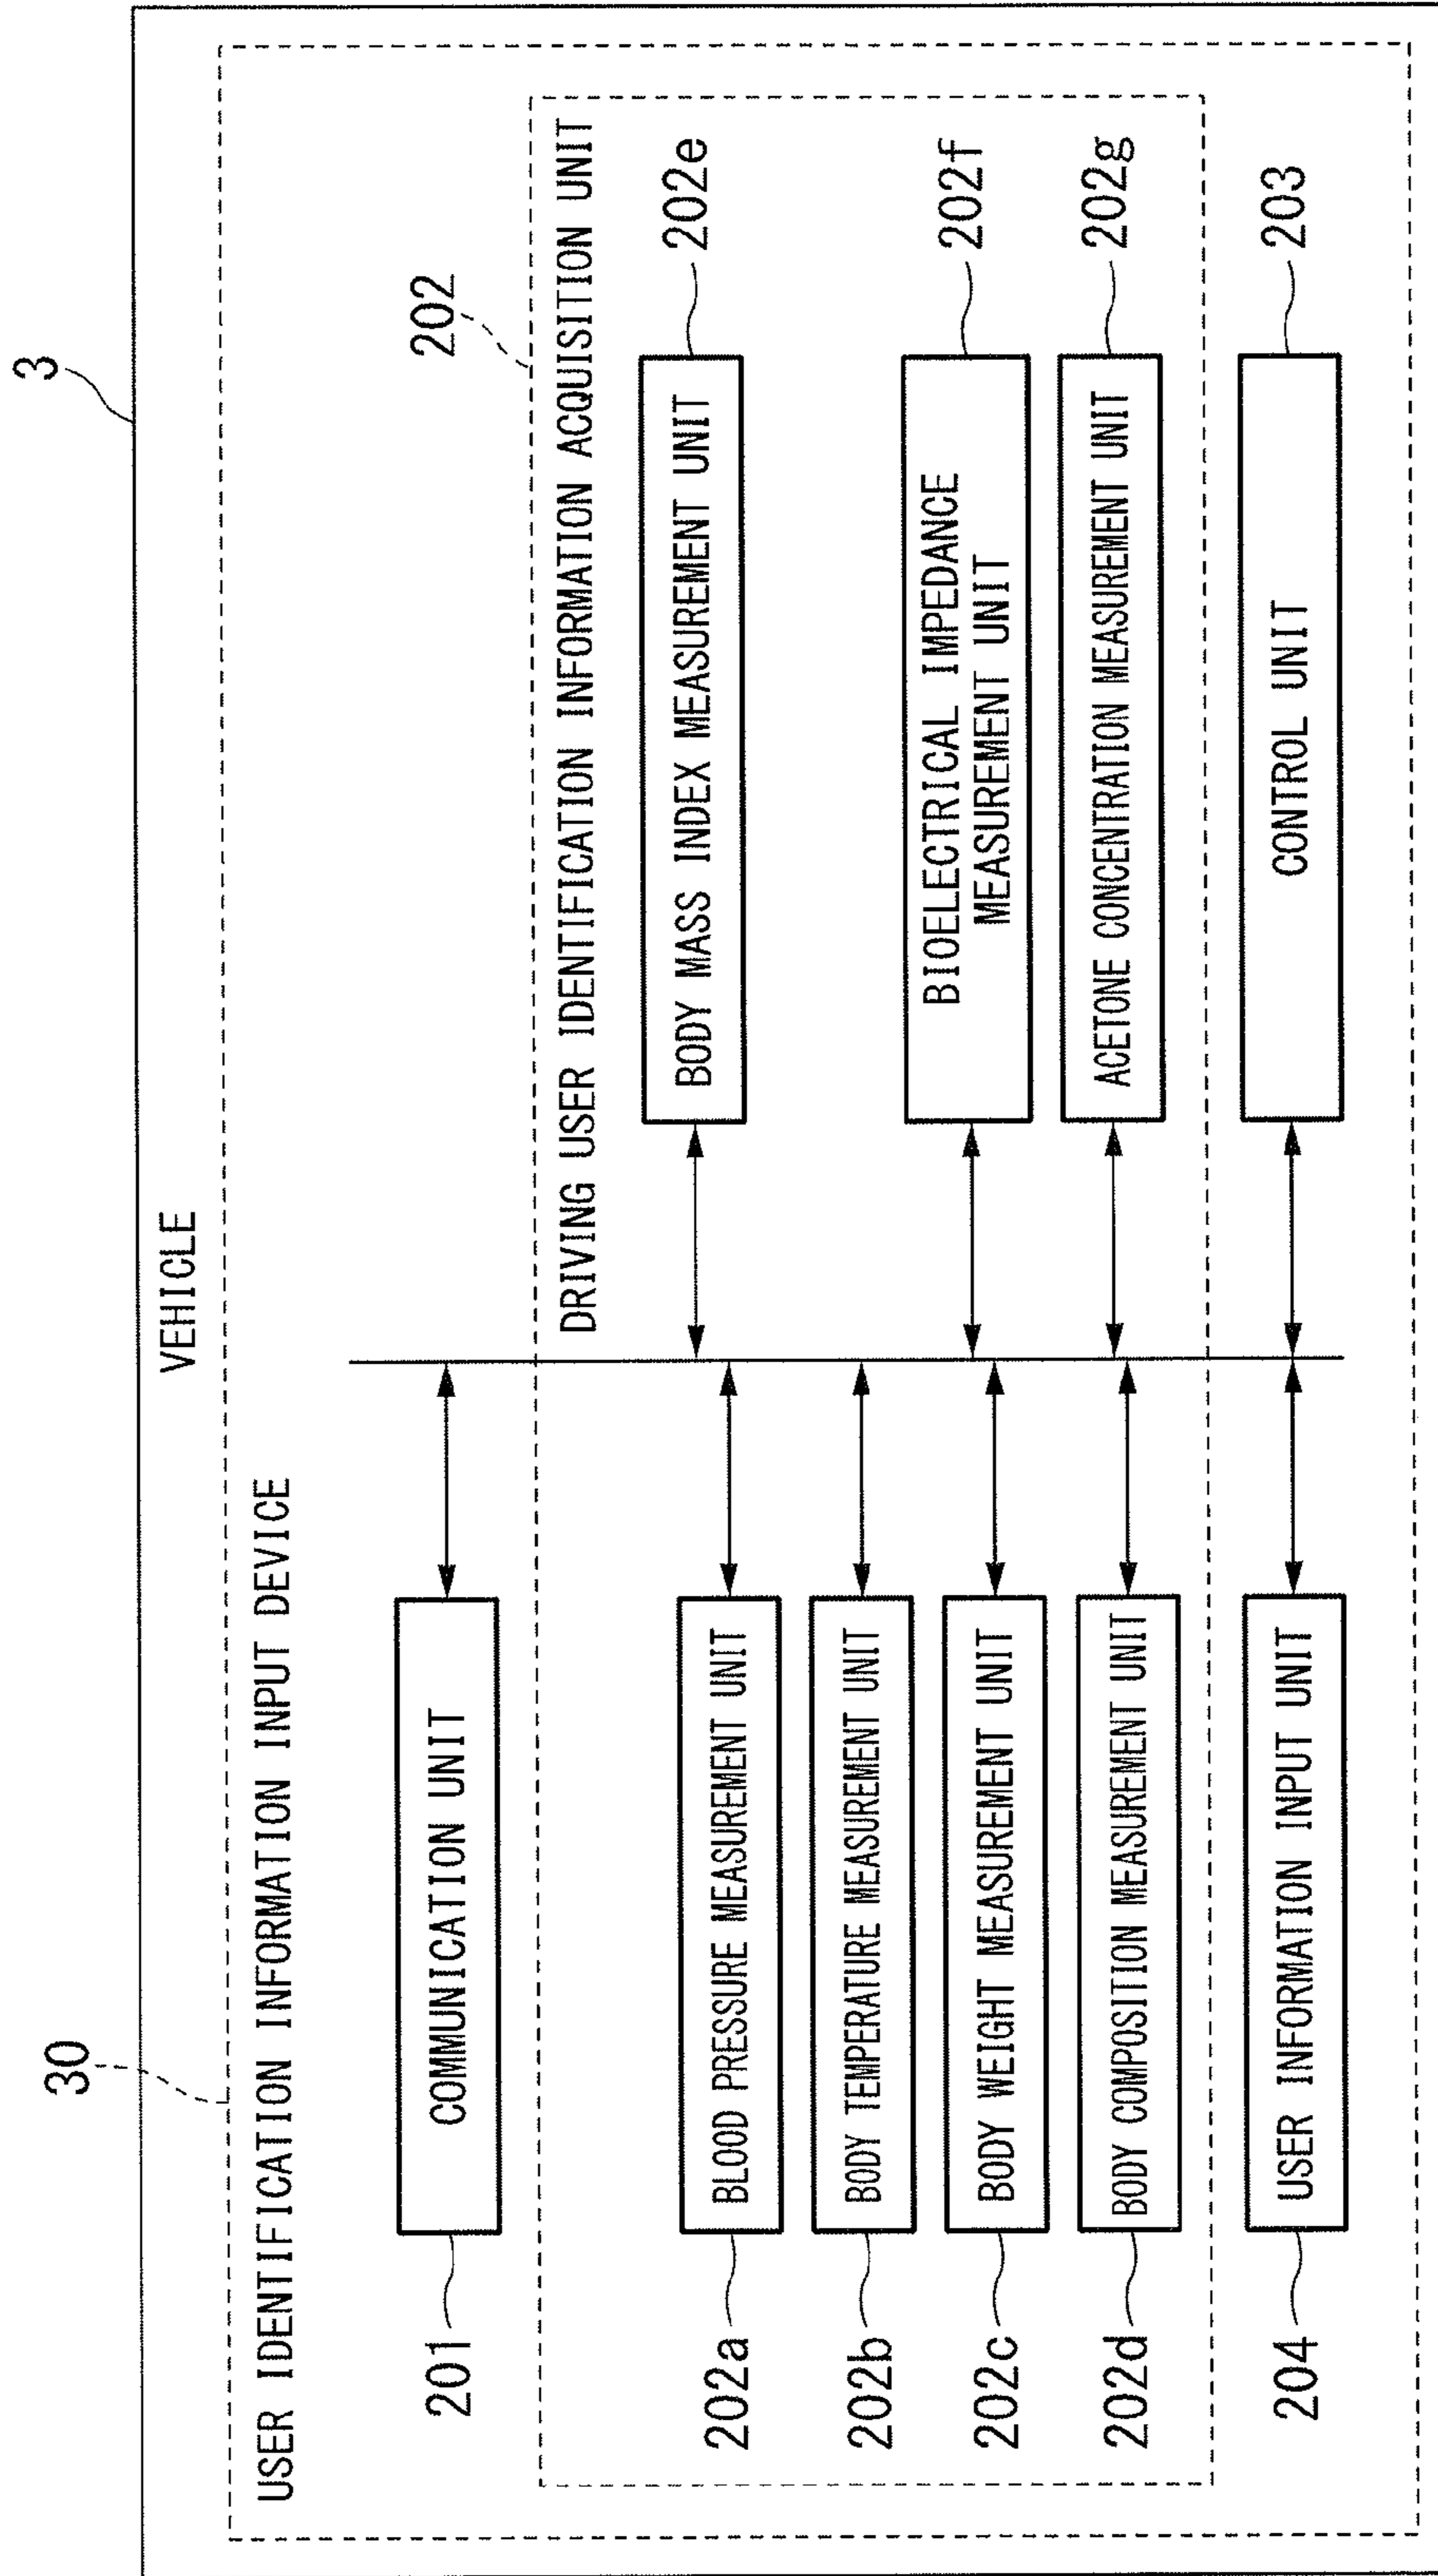 3
VEHICLE
30
USER IDENTIFICATION INFORMATION INPUT DEVICE
202
201
COMMUNICATION UNIT
DRIVING USER IDENTIFICATION INFORMATION ACQUISITION UNIT
202a
BLOOD PRESSURE MEASUREMENT UNIT
BODY MASS INDEX MEASUREMENT UNIT
202e
202b
BODY TEMPERATURE MEASUREMENT UNIT
202c
BODY WEIGHT MEASUREMENT UNIT
BIOELECTRICAL IMPEDANCE
MEASUREMENT UNIT
202f
202d
BODY COMPOSITION MEASUREMENT UNIT
ACETONE CONCENTRATION MEASUREMENT UNIT
202g
204
USER INFORMATION INPUT UNIT
CONTROL UNIT
203